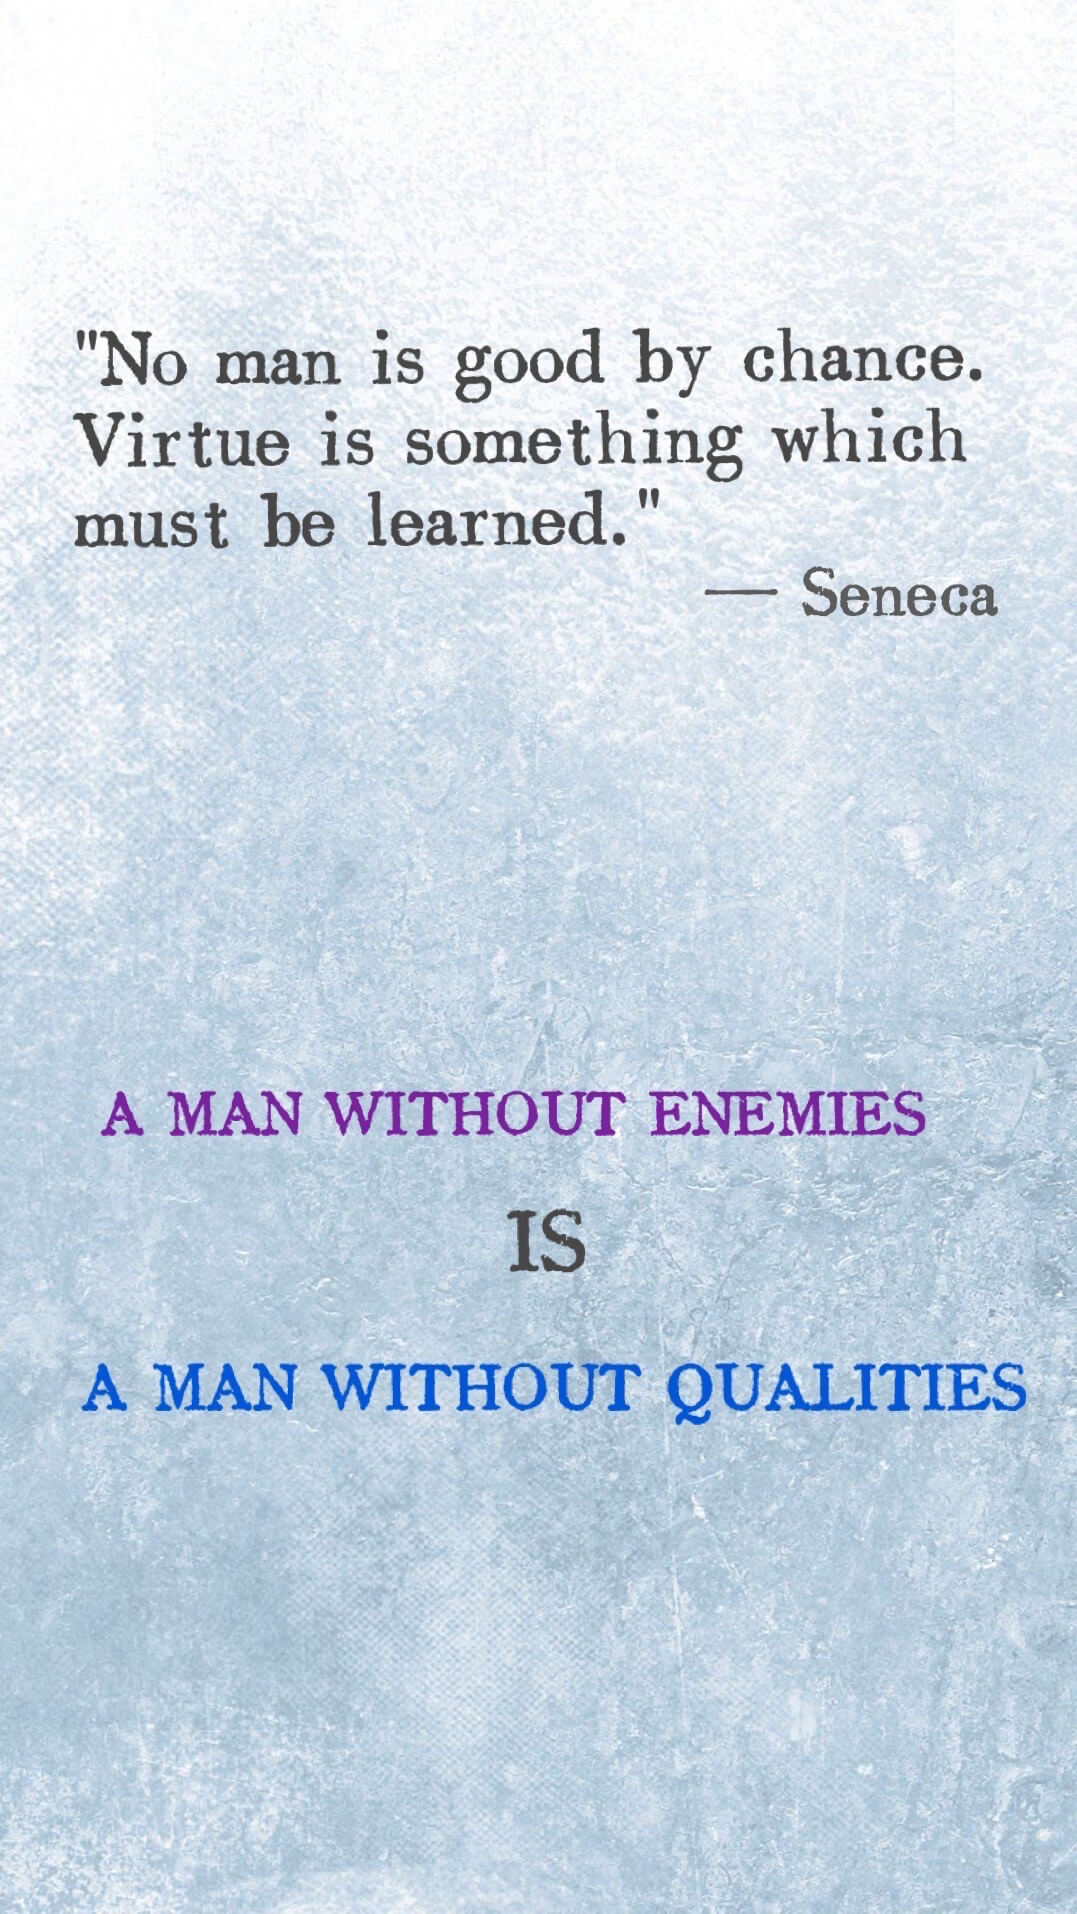 "No man is good by chance.
Virtue is something which
must be learned."
— Seneca
A MAN WITHOUT ENEMIES
IS
A MAN WITHOUT QUALITIES